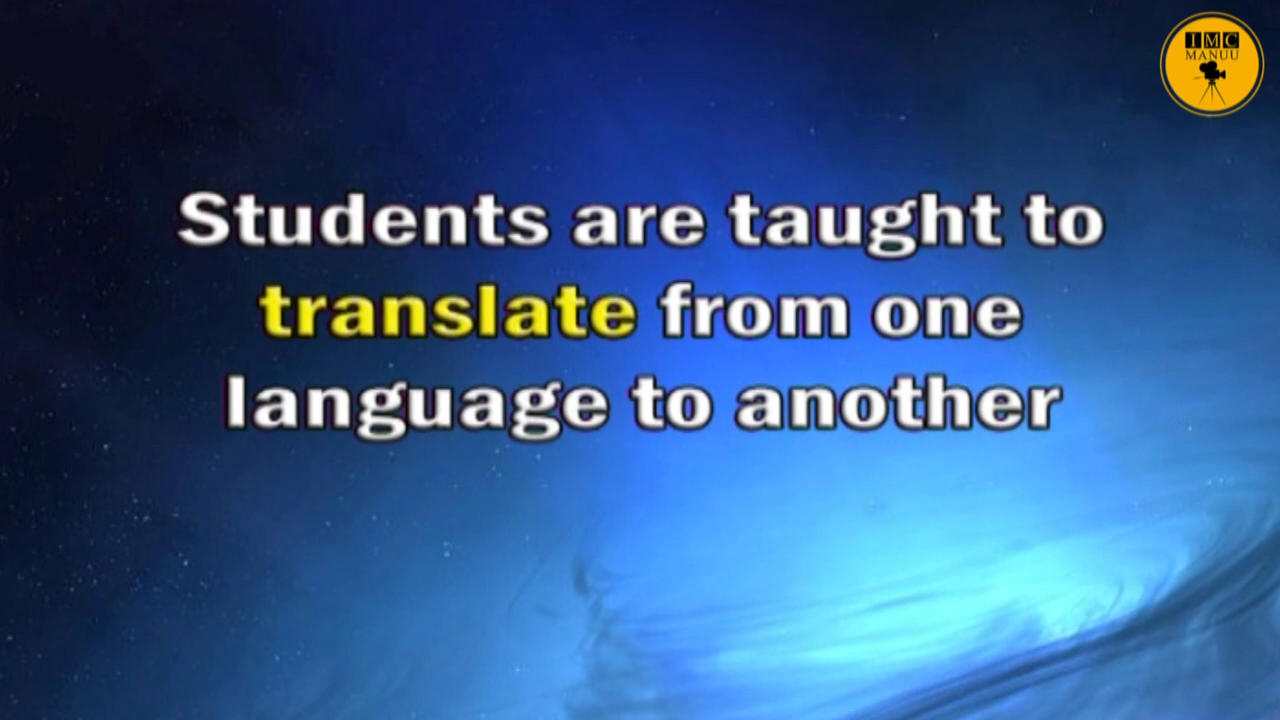 IMC
MANUU
Students are taught to
translate from one
language to another